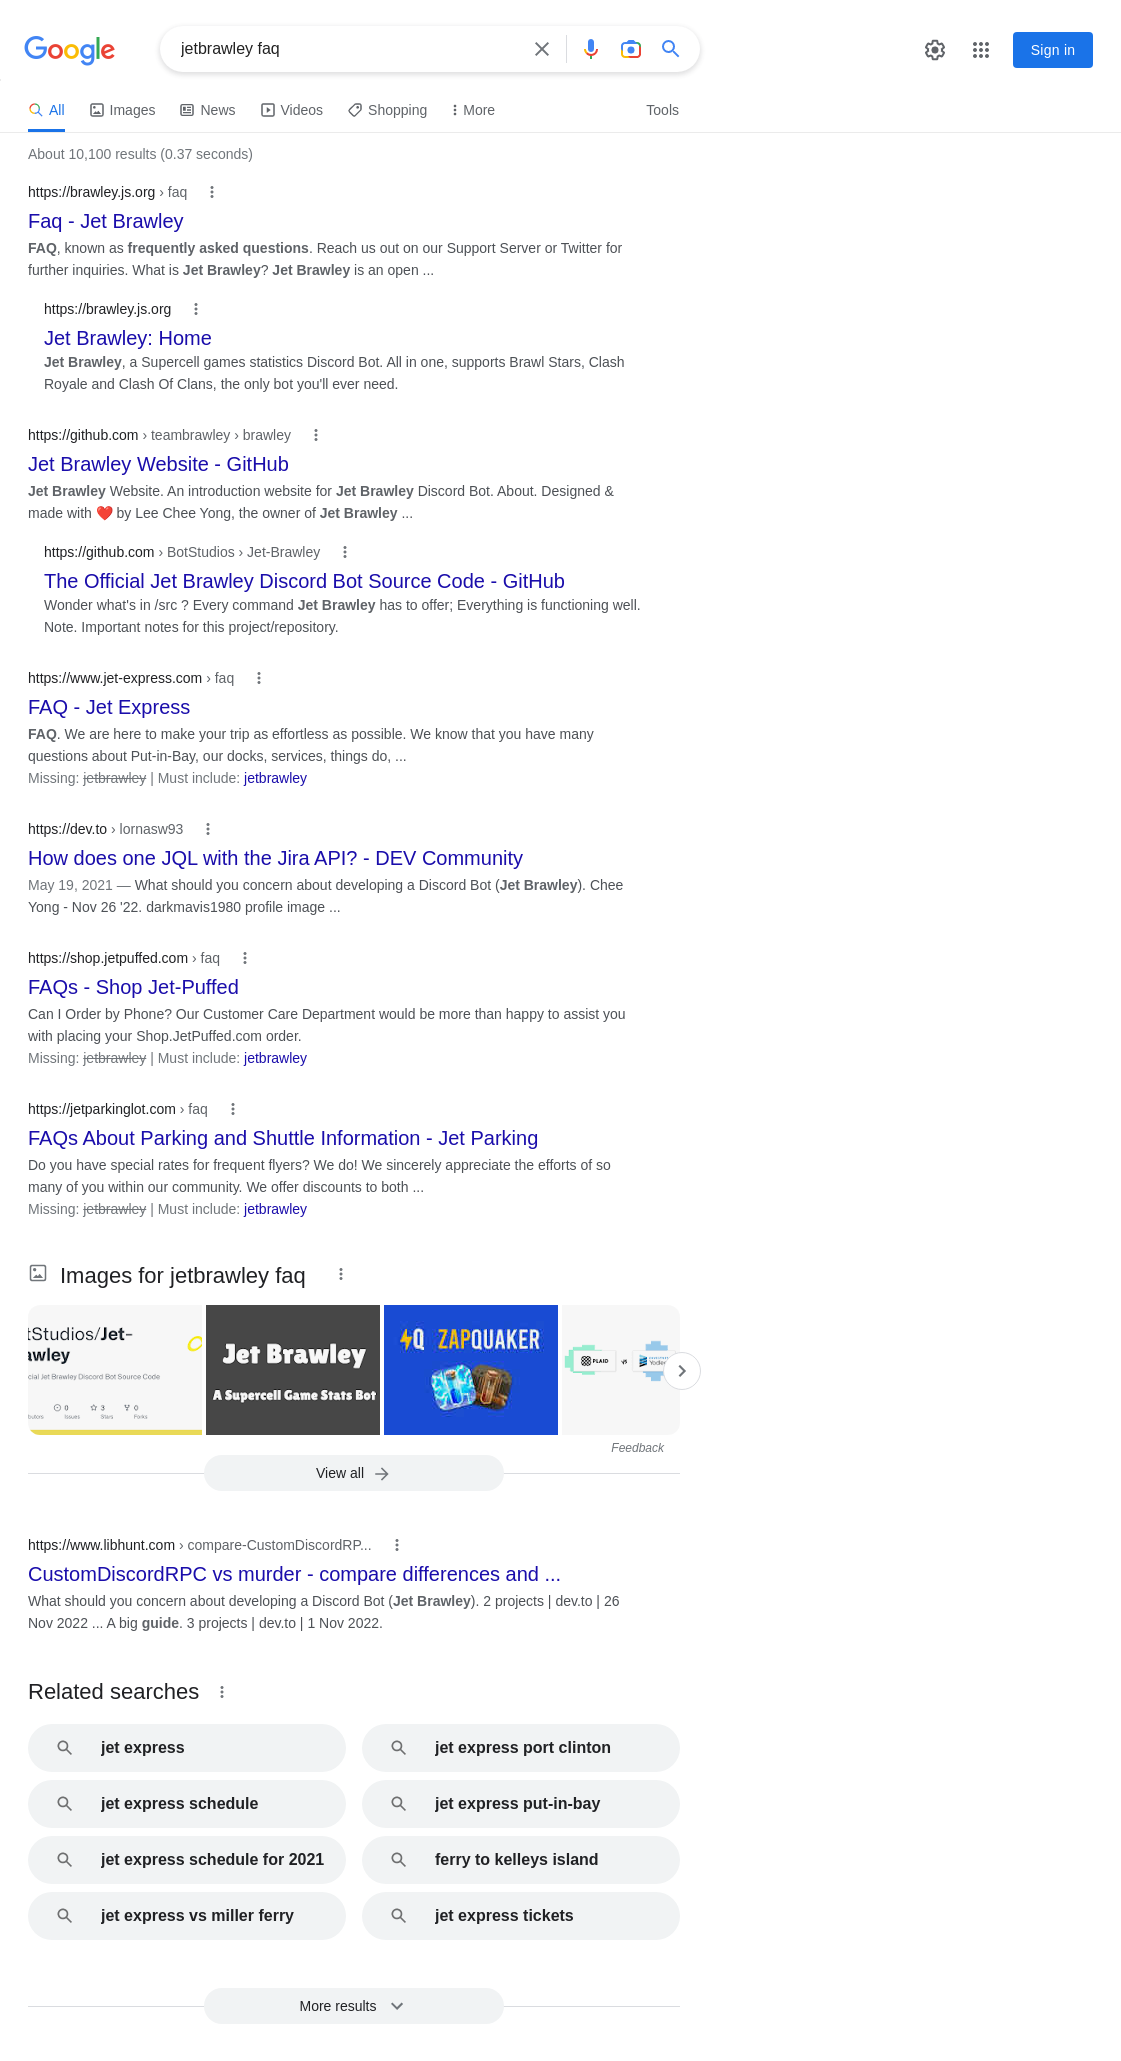 Google
jetbrawley faq
Sign in
All
Images
News
Videos
Shopping
More
Tools
About 10,100 results (0.37 seconds)
https://brawley.js.org › faq
Faq - Jet Brawley
FAQ, known as frequently asked questions. Reach us out on our Support Server or Twitter for
further inquiries. What is Jet Brawley? Jet Brawley is an open ...
https://brawley.js.org
Jet Brawley: Home
Jet Brawley, a Supercell games statistics Discord Bot. All in one, supports Brawl Stars, Clash
Royale and Clash Of Clans, the only bot you'll ever need.
https://github.com › teambrawley › brawley
Jet Brawley Website - GitHub
Jet Brawley Website. An introduction website for Jet Brawley Discord Bot. About. Designed &
made with ❤️ by Lee Chee Yong, the owner of Jet Brawley ...
https://github.com › BotStudios › Jet-Brawley
The Official Jet Brawley Discord Bot Source Code - GitHub
Wonder what's in /src ? Every command Jet Brawley has to offer; Everything is functioning well.
Note. Important notes for this project/repository.
https://www.jet-express.com › faq
FAQ - Jet Express
FAQ. We are here to make your trip as effortless as possible. We know that you have many
questions about Put-in-Bay, our docks, services, things do, ...
Missing: jetbrawley | Must include: jetbrawley
https://dev.to › lornasw93
How does one JQL with the Jira API? - DEV Community
May 19, 2021 — What should you concern about developing a Discord Bot (Jet Brawley). Chee
Yong - Nov 26 '22. darkmavis1980 profile image ...
https://shop.jetpuffed.com › faq
FAQs - Shop Jet-Puffed
Can I Order by Phone? Our Customer Care Department would be more than happy to assist you
with placing your Shop.JetPuffed.com order.
Missing: jetbrawley | Must include: jetbrawley
https://jetparkinglot.com › faq
FAQs About Parking and Shuttle Information - Jet Parking
Do you have special rates for frequent flyers? We do! We sincerely appreciate the efforts of so
many of you within our community. We offer discounts to both ...
Missing: jetbrawley | Must include: jetbrawley
Images for jetbrawley faq
tStudios/Jet-
awley
cial Jet Brawley Discord Bot Source Code
0
3
0
Issues
Stars
Forks
Jet Brawley
A Supercell Game Stats Bot
Q ZAPQUAKER
PLAID
VS
Yodlee
Feedback
View all
https://www.libhunt.com › compare-CustomDiscordRP...
CustomDiscordRPC vs murder - compare differences and ...
What should you concern about developing a Discord Bot (Jet Brawley). 2 projects | dev.to | 26
Nov 2022 ... A big guide. 3 projects | dev.to | 1 Nov 2022.
Related searches
jet express
jet express port clinton
jet express schedule
jet express put-in-bay
jet express schedule for 2021
ferry to kelleys island
jet express vs miller ferry
jet express tickets
More results